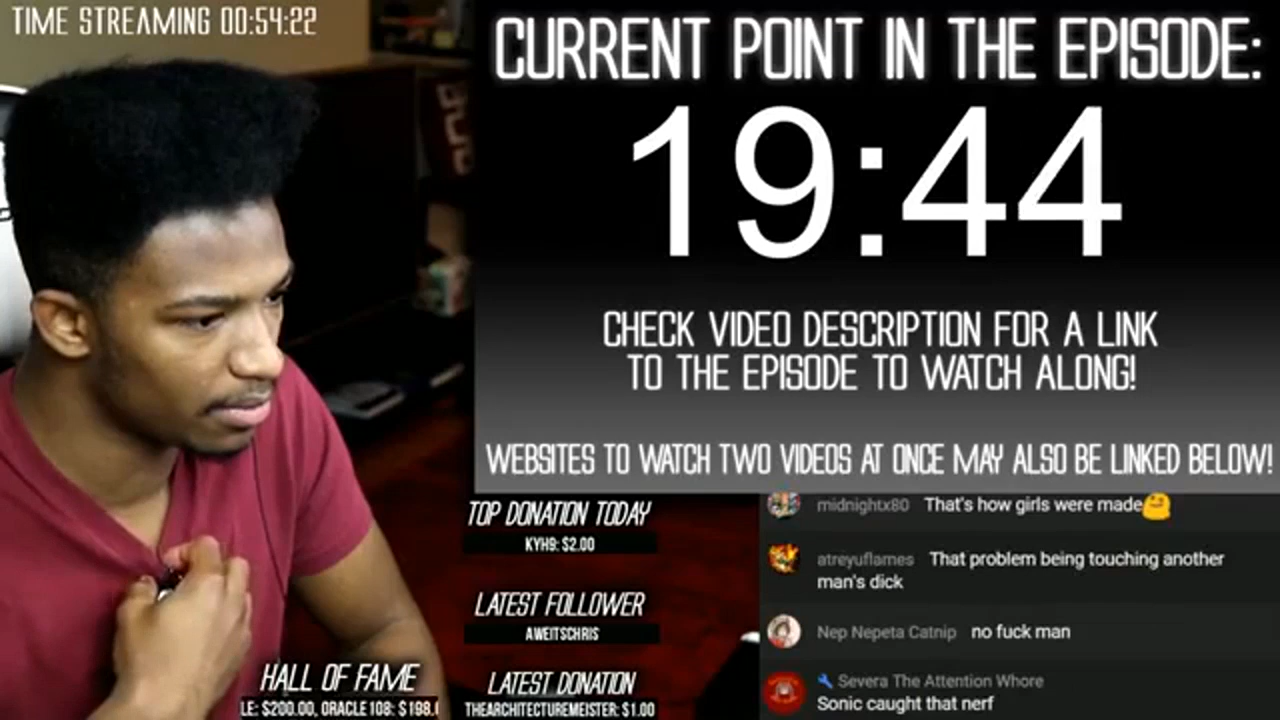 TIME STREAMING 00:54:22
CURRENT POINT IN THE EPISODE:
19:44
CHECK VIDEO DESCRIPTION FOR A LINK
TO THE EPISODE TO WATCH ALONG!
WEBSITES TO WATCH TWO VIDEOS AT ONCE MAY ALSO BE LINKED BELOW!
TOP DONATION TODAY
KYH9: $2.00
LATEST FOLLOWER
AWEITSCHRIS
LATEST DONATION
THEARCHITECTUREMEISTER: $1.00
HALL OF FAME
LE: $200.00, ORACLE108: $198.
midnightx80 That's how girls were made
atreyuflames That problem being touching another
man's dick
Nep Nepeta Catnip no fuck man
Severa The Attention Whore
Sonic caught that nerf